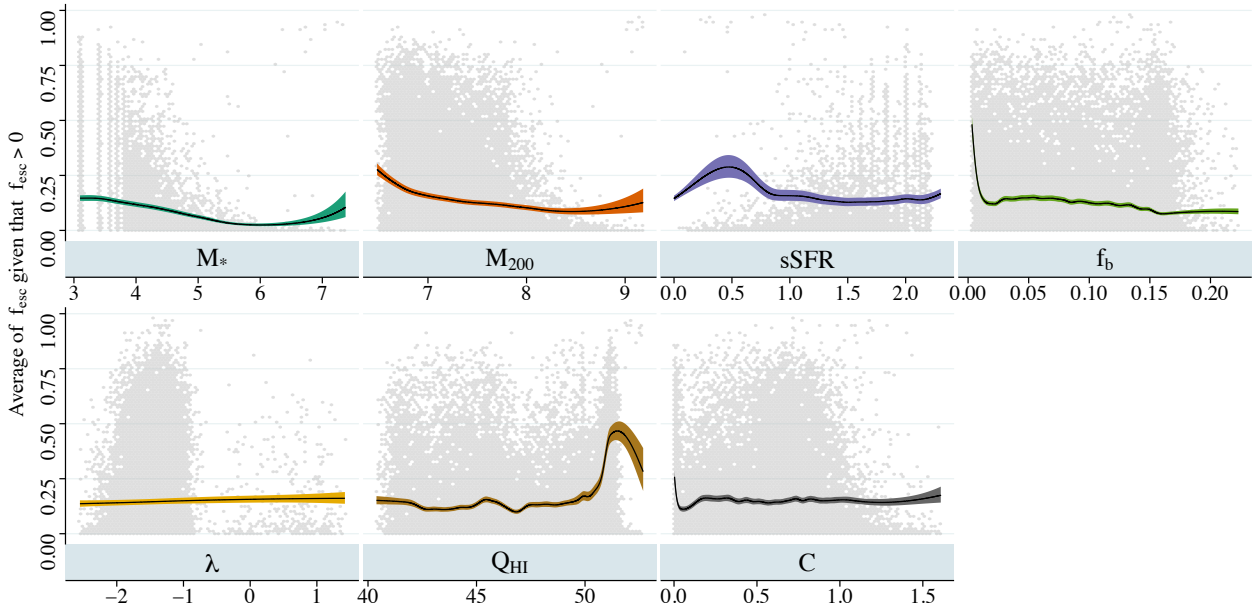 Average of f_esc given that f_esc > 0
0.00 0.25 0.50 0.75 1.00
M* M200 sSFR f_b
3 4 5 6 7 7 8 9 0.0 0.5 1.0 1.5 2.0 0.00 0.05 0.10 0.15 0.20
0.00 0.25 0.50 0.75 1.00
λ Q_HI C
−2 −1 0 1 40 45 50 0.0 0.5 1.0 1.5